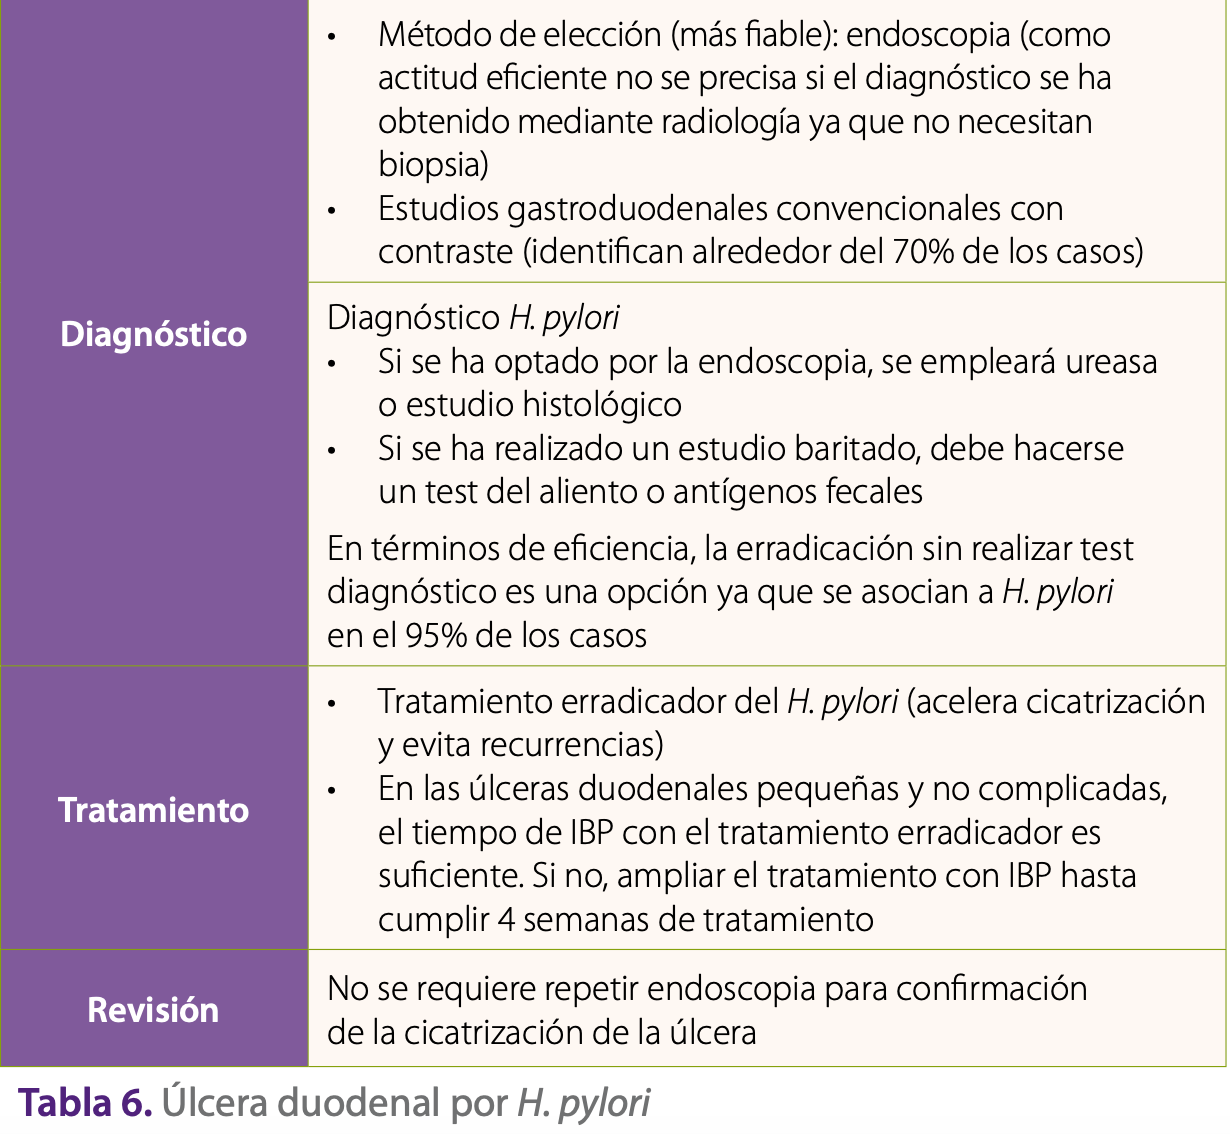 • Método de elección (más fiable): endoscopia (como
actitud eficiente no se precisa si el diagnóstico se ha
obtenido mediante radiología ya que no necesitan
biopsia)
• Estudios gastroduodenales convencionales con
contraste (identifican alrededor del 70% de los casos)
Diagnóstico
Diagnóstico H. pylori
• Si se ha optado por la endoscopia, se empleará ureasa
o estudio histológico
• Si se ha realizado un estudio baritado, debe hacerse
un test del aliento o antígenos fecales
En términos de eficiencia, la erradicación sin realizar test
diagnóstico es una opción ya que se asocian a H. pylori
en el 95% de los casos
Tratamiento
• Tratamiento erradicador del H. pylori (acelera cicatrización
y evita recurrencias)
• En las úlceras duodenales pequeñas y no complicadas,
el tiempo de IBP con el tratamiento erradicador es
suficiente. Si no, ampliar el tratamiento con IBP hasta
cumplir 4 semanas de tratamiento
Revisión
No se requiere repetir endoscopia para confirmación
de la cicatrización de la úlcera
Tabla 6. Úlcera duodenal por H. pylori